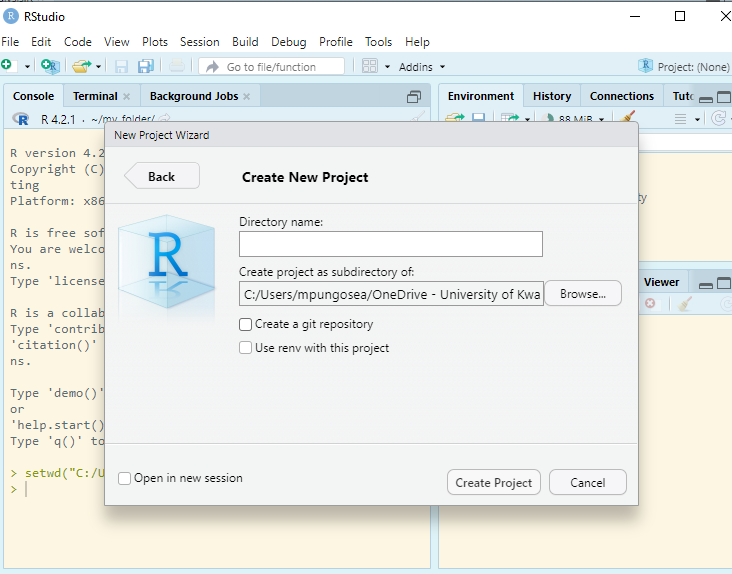 RStudio
File Edit Code View Plots Session Build Debug Profile Tools Help
Go to file/function Addins Project: (None)
Console Terminal Background Jobs
R 4.2.1 · ~/my_folder/
R version 4.2
Copyright (C)
ting
Platform: x86
R is free sof
You are welco
ns.
Type 'license
R is a collab
Type 'contrib
'citation()'
ns.
Type 'demo()'
or
'help.start()
Type 'q()' to
> setwd("C:/U
>
Environment History Connections Tuto
88 MiB
ty
Viewer
New Project Wizard
Back
Create New Project
R
Directory name:
Create project as subdirectory of:
C:/Users/mpungosea/OneDrive - University of Kwa
Browse...
Create a git repository
Use renv with this project
Open in new session
Create Project
Cancel